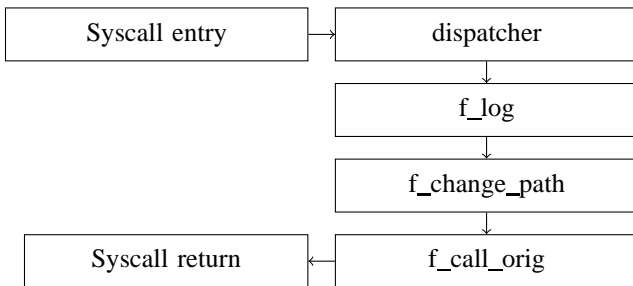 Syscall entry
dispatcher
f_log
f_change_path
f_call_orig
Syscall return